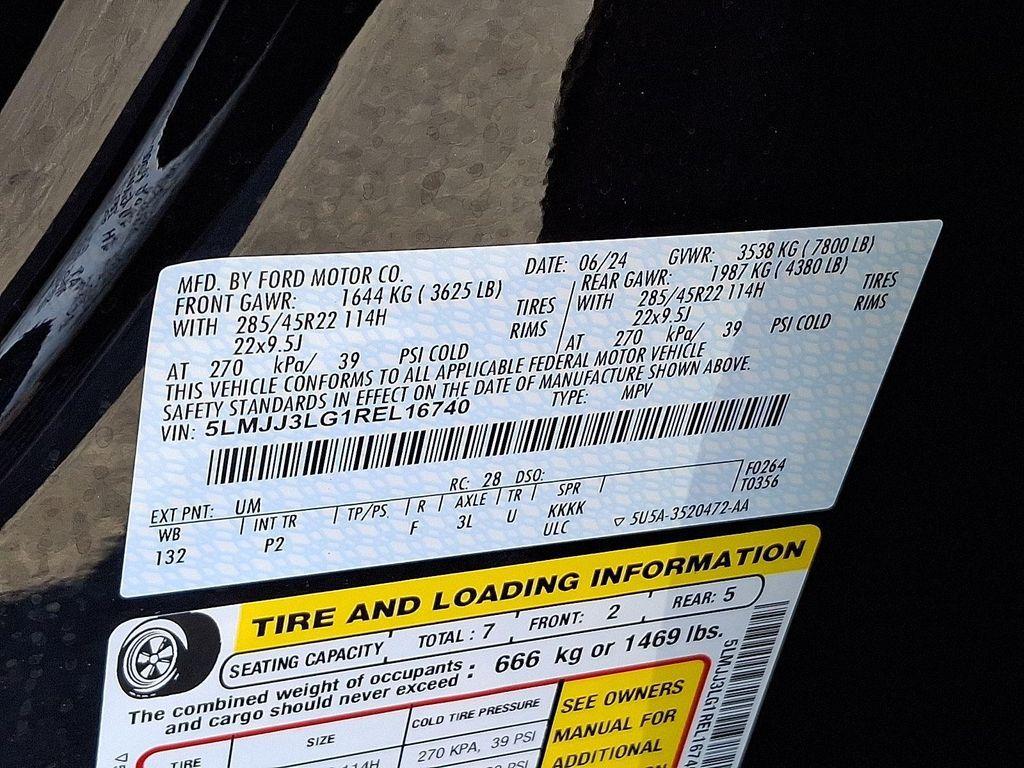 MFD. BY FORD MOTOR CO. DATE: 06/24 GVWR: 3538 KG ( 7800 LB)
FRONT GAWR: 1644 KG ( 3625 LB) REAR GAWR: 1987 KG ( 4380 LB)
WITH 285/45R22 114H TIRES WITH 285/45R22 114H TIRES
22x9.5J RIMS 22x9.5J RIMS
AT 270 kPa/ 39 PSI COLD AT 270 kPa/ 39 PSI COLD
THIS VEHICLE CONFORMS TO ALL APPLICABLE FEDERAL MOTOR VEHICLE
SAFETY STANDARDS IN EFFECT ON THE DATE OF MANUFACTURE SHOWN ABOVE.
VIN: 5LMJJ3LG1REL16740 TYPE: MPV
EXT PNT: UM RC: 28 DSO: F0264
WB INT TR TP/PS R AXLE TR SPR T0356
132 P2 F 3L U KKKK
ULC ▽ 5U5A-3520472-AA
TIRE AND LOADING INFORMATION
SEATING CAPACITY TOTAL : 7 FRONT: 2 REAR: 5
The combined weight of occupants
and cargo should never exceed : 666 kg or 1469 lbs.
TIRE SIZE COLD TIRE PRESSURE
114H 270 KPA, 39 PSI
PSI
SEE OWNERS
MANUAL FOR
ADDITIONAL
5LMJJ3LG1REL1674